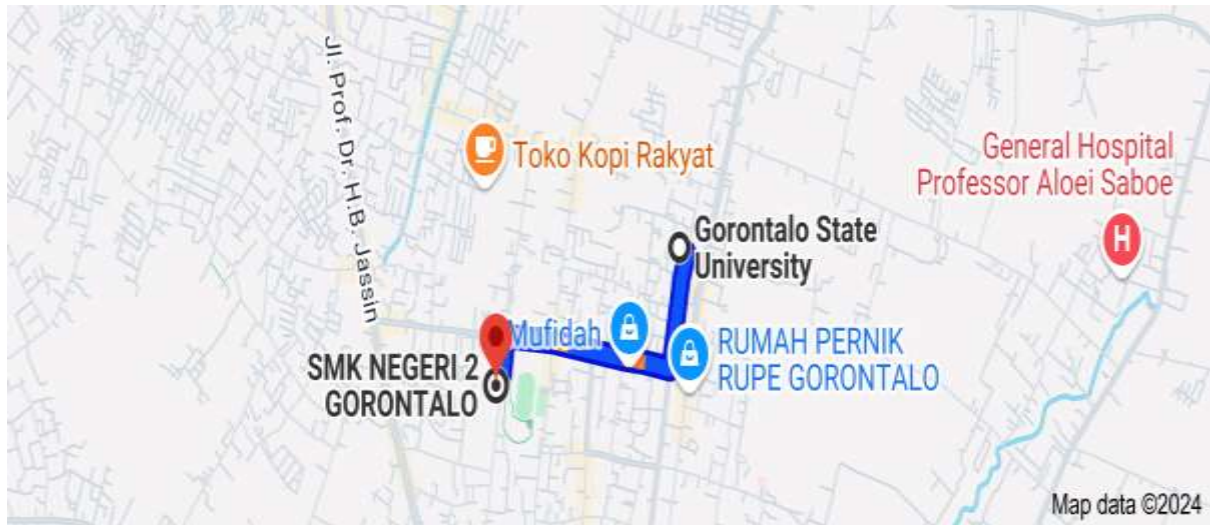 Jl. Prof. Dr. H.B. Jassin
Toko Kopi Rakyat
General Hospital
Professor Aloei Saboe
H
Gorontalo State
University
Mufidah
RUMAH PERNIK
RUPE GORONTALO
SMK NEGERI 2
GORONTALO
Map data ©2024